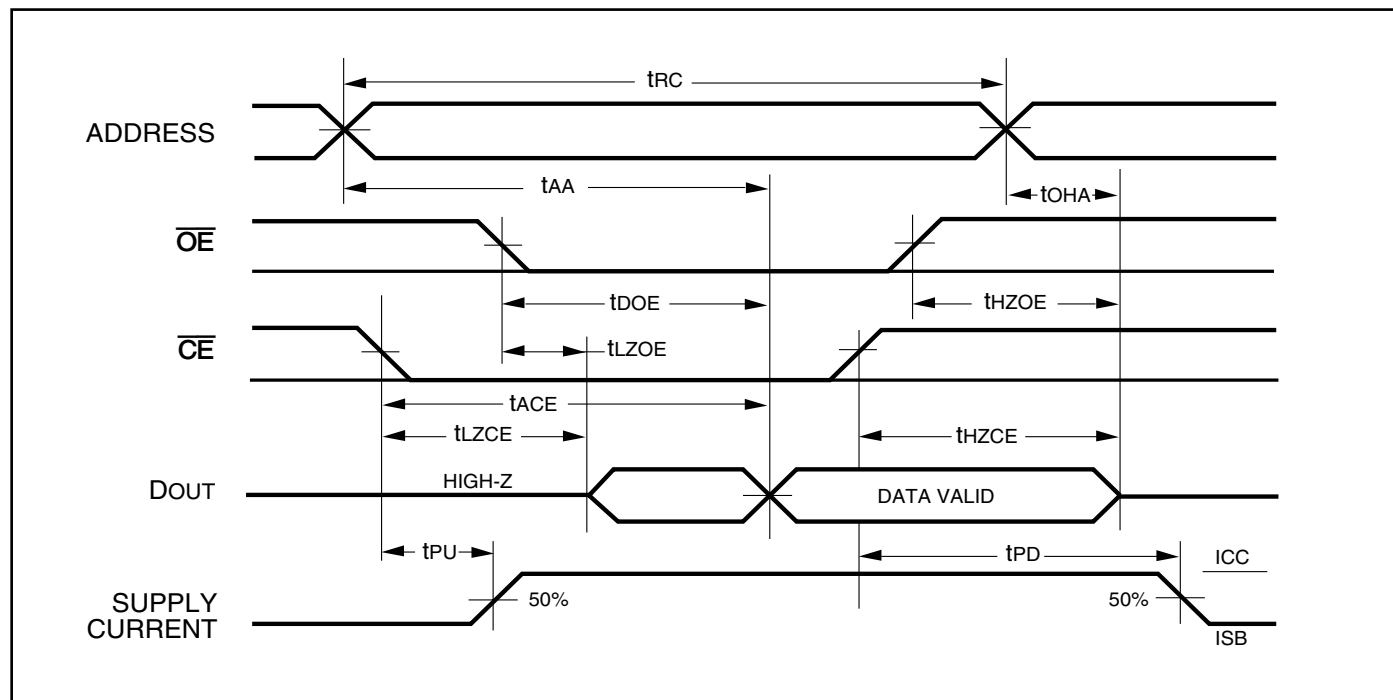 tRC
ADDRESS
tAA
tOHA
OE
tDOE
tHZOE
CE
tLZOE
tACE
tLZCE
tHZCE
HIGH-Z
DOUT
DATA VALID
tPU
tPD
ICC
50%
50%
SUPPLY
CURRENT
ISB